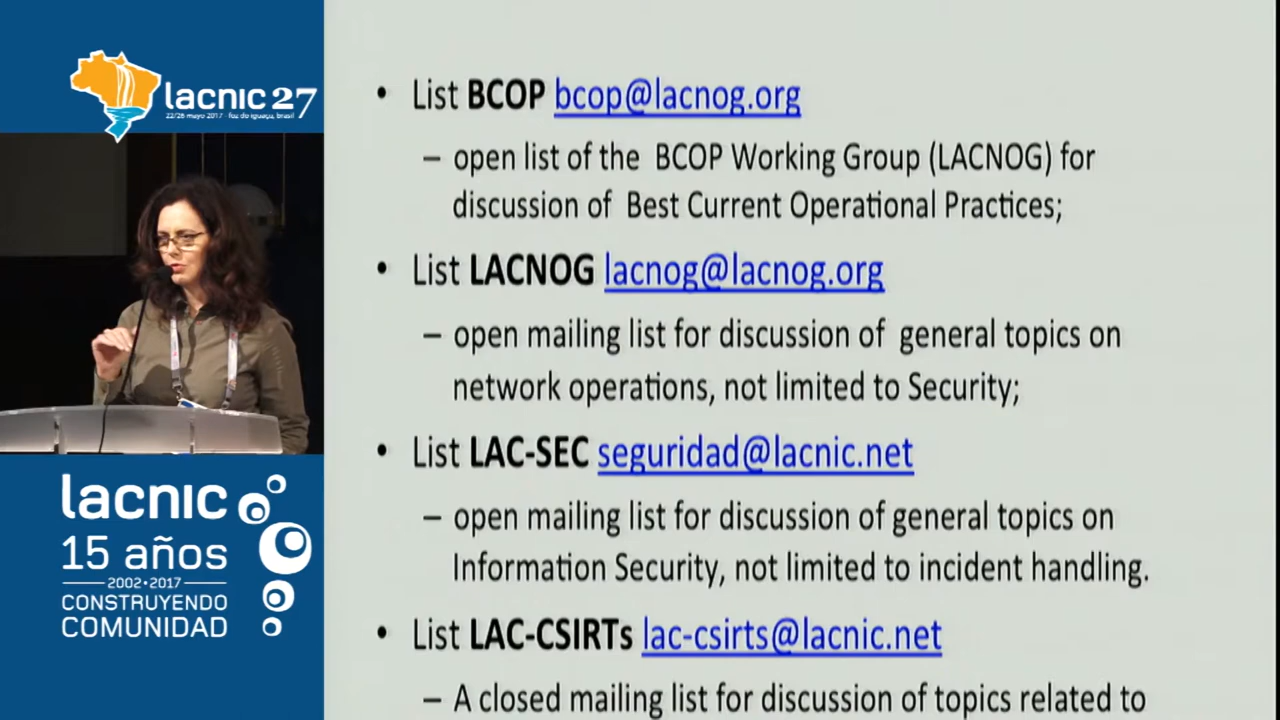 lacnic 27
22/26 mayo 2017 - foz do iguaçu, brasil
lacnic
15 años
2002•2017
CONSTRUYENDO
COMUNIDAD
• List BCOP bcop@lacnog.org
– open list of the BCOP Working Group (LACNOG) for
discussion of Best Current Operational Practices;
• List LACNOG lacnog@lacnog.org
– open mailing list for discussion of general topics on
network operations, not limited to Security;
• List LAC-SEC seguridad@lacnic.net
– open mailing list for discussion of general topics on
Information Security, not limited to incident handling.
• List LAC-CSIRTs lac-csirts@lacnic.net
– A closed mailing list for discussion of topics related to